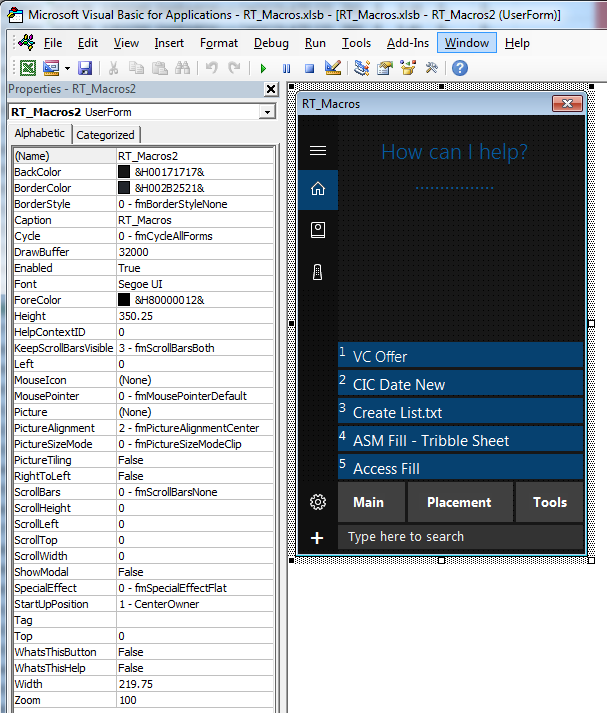 Microsoft Visual Basic for Applications - RT_Macros.xlsb - [RT_Macros.xlsb - RT_Macros2 (UserForm)]
File Edit View Insert Format Debug Run Tools Add-Ins Window Help
Properties - RT_Macros2
RT_Macros2 UserForm
Alphabetic Categorized
(Name) RT_Macros2
BackColor &H00171717&
BorderColor &H002B2521&
BorderStyle 0 - fmBorderStyleNone
Caption RT_Macros
Cycle 0 - fmCycleAllForms
DrawBuffer 32000
Enabled True
Font Segoe UI
ForeColor &H80000012&
Height 350.25
HelpContextID 0
KeepScrollBarsVisible 3 - fmScrollBarsBoth
Left 0
MouseIcon (None)
MousePointer 0 - fmMousePointerDefault
Picture (None)
PictureAlignment 2 - fmPictureAlignmentCenter
PictureSizeMode 0 - fmPictureSizeModeClip
PictureTiling False
RightToLeft False
ScrollBars 0 - fmScrollBarsNone
ScrollHeight 0
ScrollLeft 0
ScrollTop 0
ScrollWidth 0
ShowModal False
SpecialEffect 0 - fmSpecialEffectFlat
StartUpPosition 1 - CenterOwner
Tag
Top 0
WhatsThisButton False
WhatsThisHelp False
Width 219.75
Zoom 100
RT_Macros
How can I help?
1 VC Offer
2 CIC Date New
3 Create List.txt
4 ASM Fill - Tribble Sheet
5 Access Fill
Main Placement Tools
Type here to search